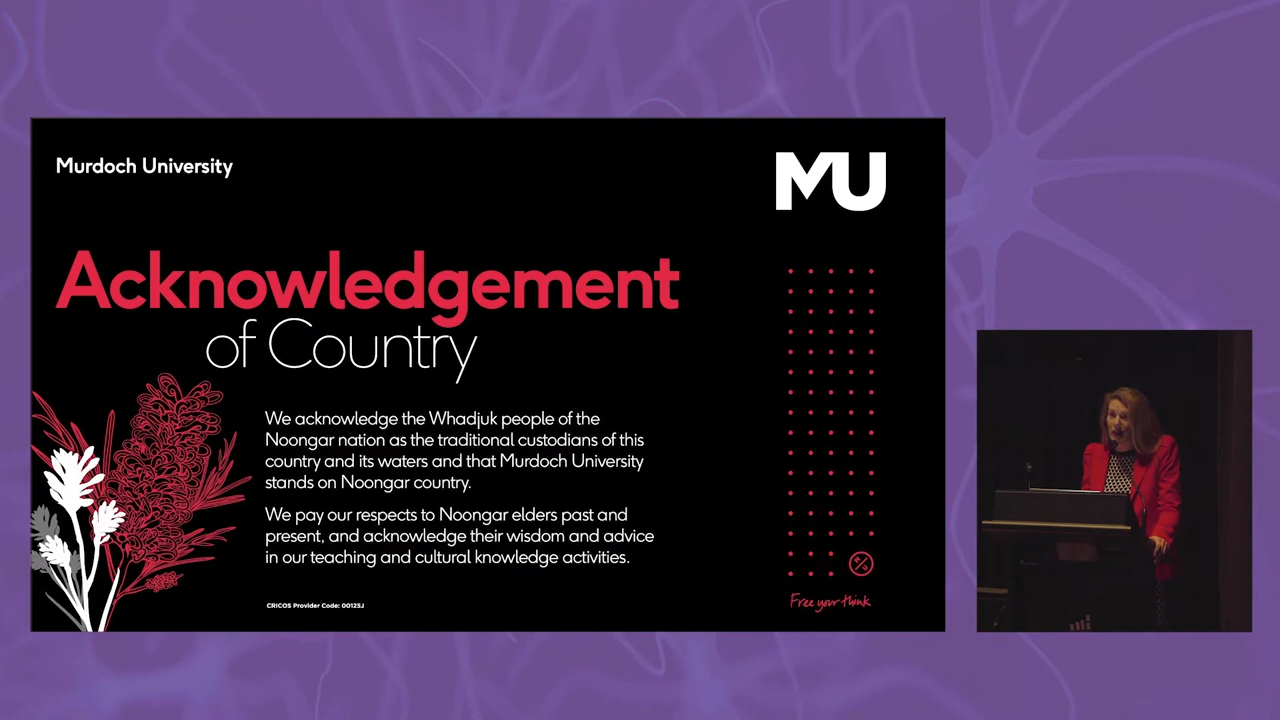 Murdoch University
MU
Acknowledgement
of Country
We acknowledge the Whadjuk people of the
Noongar nation as the traditional custodians of this
country and its waters and that Murdoch University
stands on Noongar country.
We pay our respects to Noongar elders past and
present, and acknowledge their wisdom and advice
in our teaching and cultural knowledge activities.
CRICOS Provider Code: 00125J
Free your think